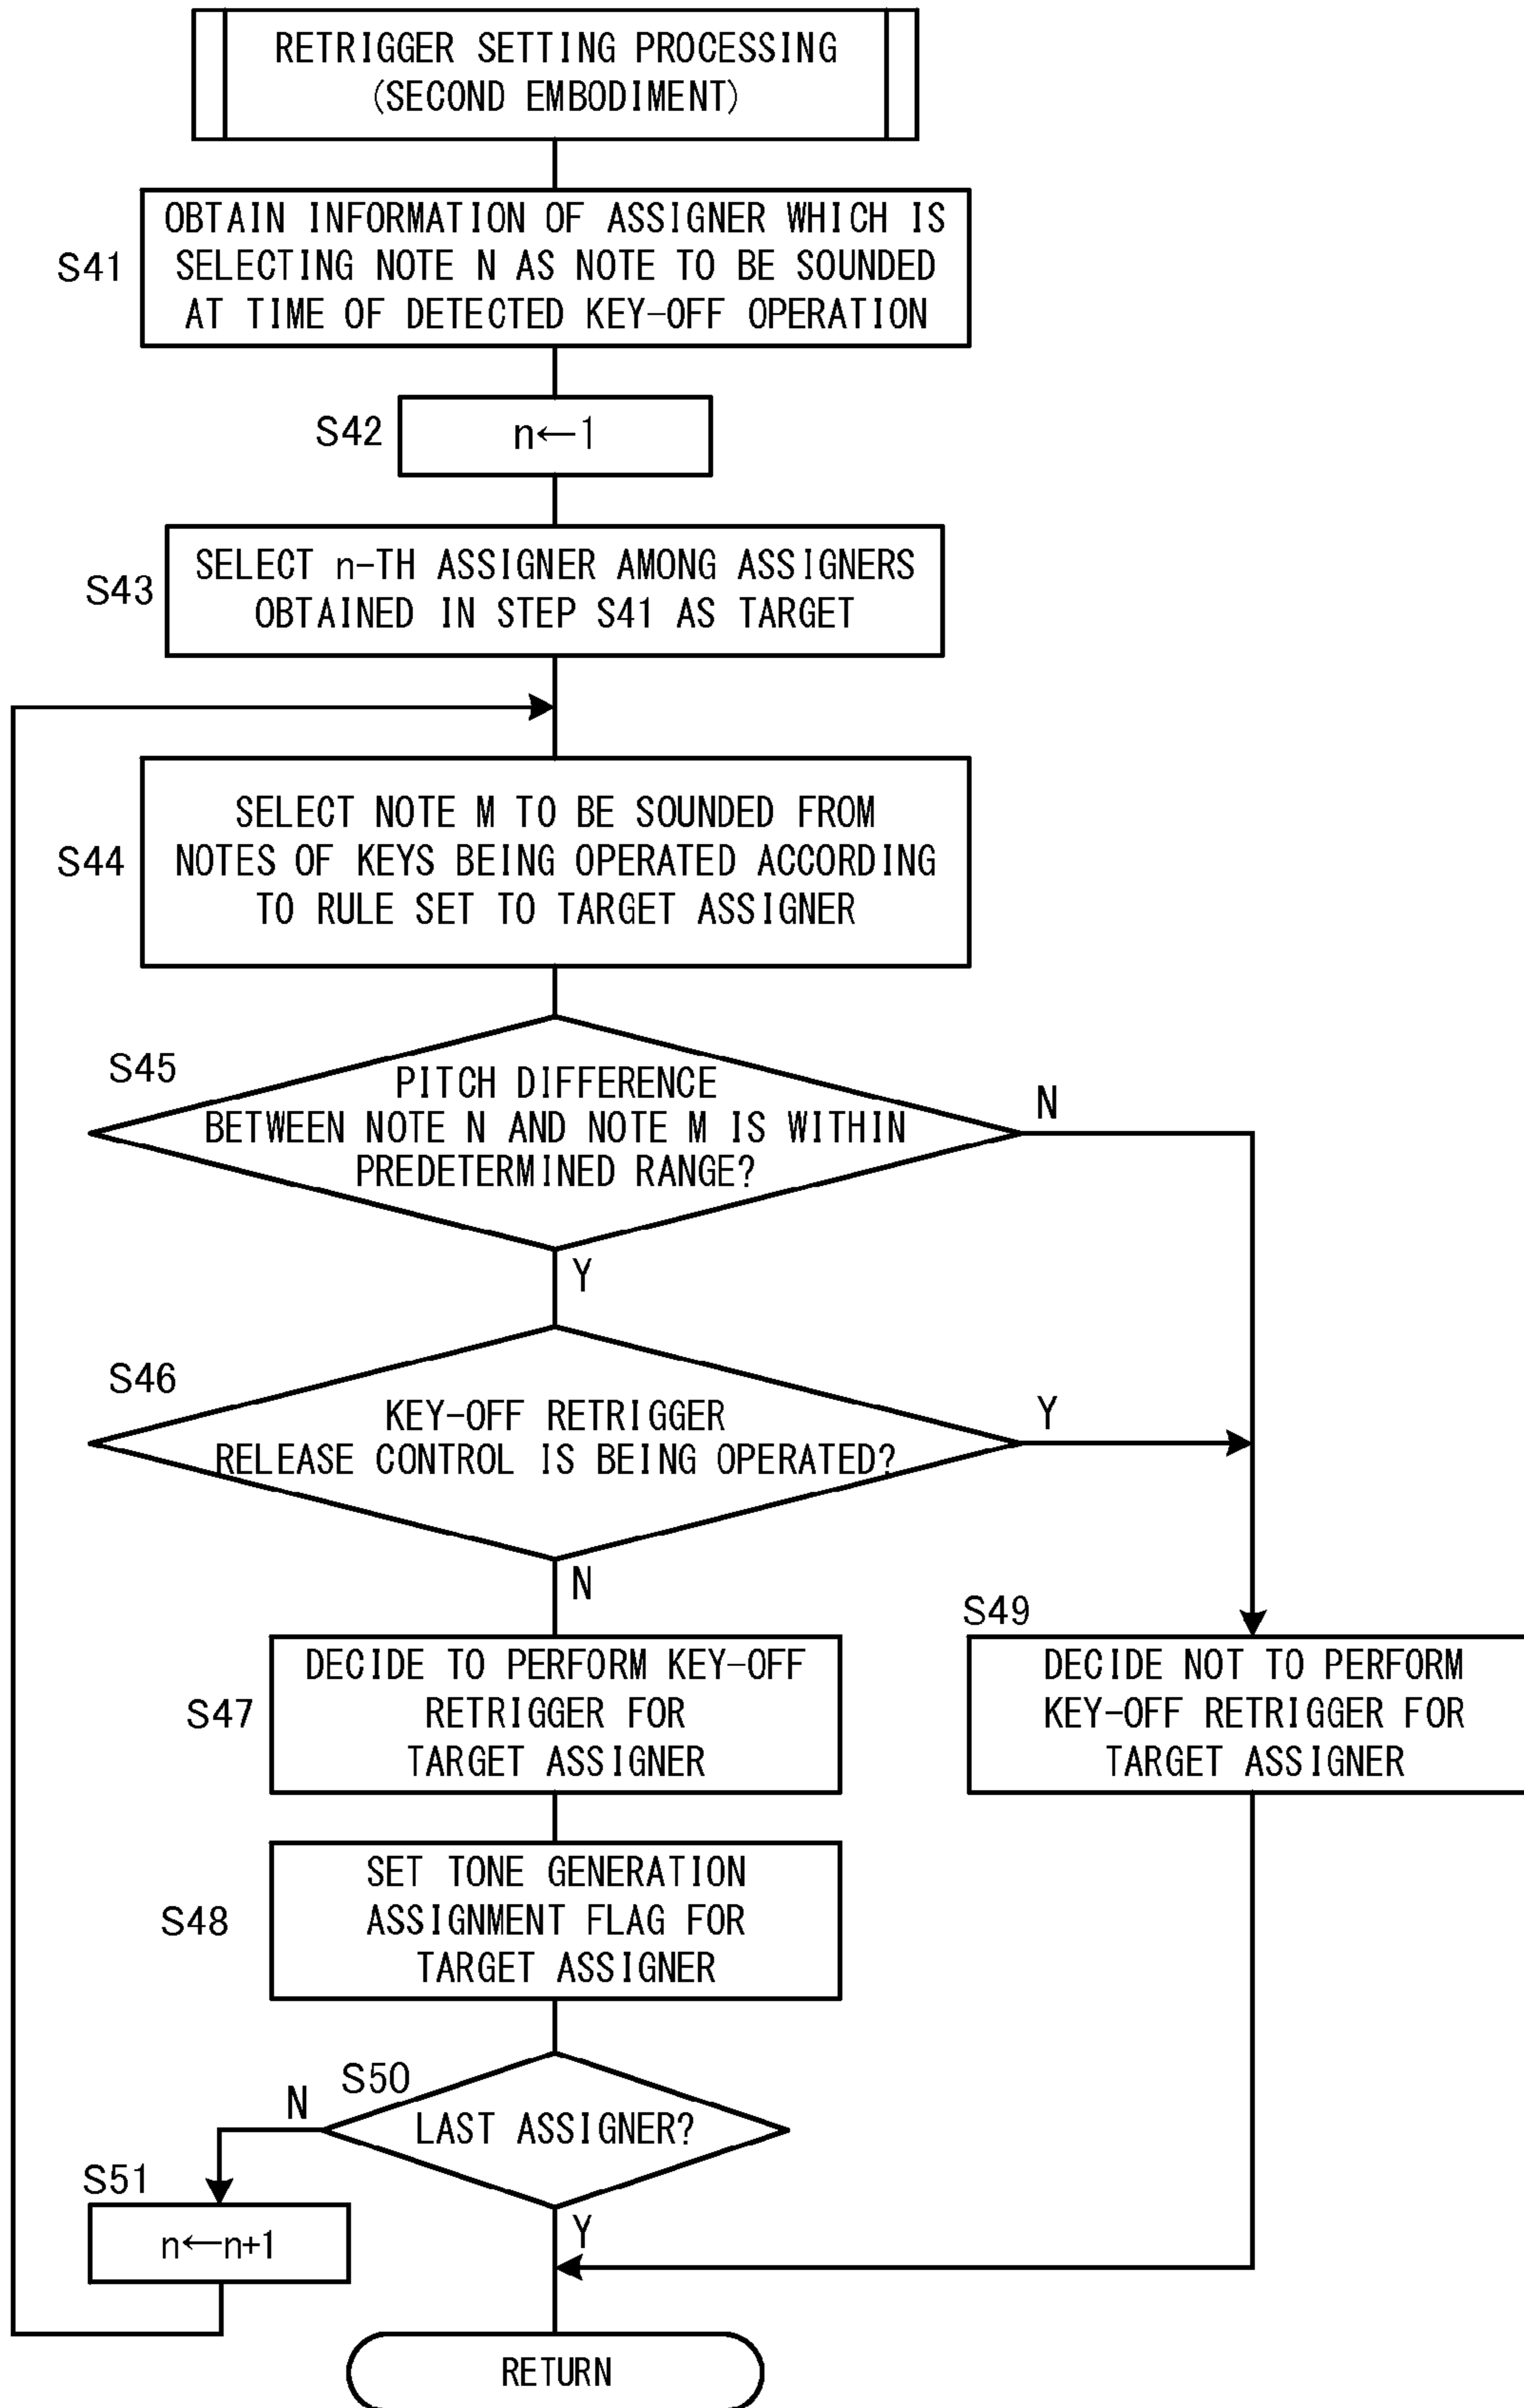 RETRIGGER SETTING PROCESSING
(SECOND EMBODIMENT)
S41
OBTAIN INFORMATION OF ASSIGNER WHICH IS
SELECTING NOTE N AS NOTE TO BE SOUNDED
AT TIME OF DETECTED KEY-OFF OPERATION
S42
n←1
S43
SELECT n-TH ASSIGNER AMONG ASSIGNERS
OBTAINED IN STEP S41 AS TARGET
S44
SELECT NOTE M TO BE SOUNDED FROM
NOTES OF KEYS BEING OPERATED ACCORDING
TO RULE SET TO TARGET ASSIGNER
S45
PITCH DIFFERENCE
BETWEEN NOTE N AND NOTE M IS WITHIN
PREDETERMINED RANGE?
N
Y
S46
KEY-OFF RETRIGGER
RELEASE CONTROL IS BEING OPERATED?
Y
N
S47
DECIDE TO PERFORM KEY-OFF
RETRIGGER FOR
TARGET ASSIGNER
S49
DECIDE NOT TO PERFORM
KEY-OFF RETRIGGER FOR
TARGET ASSIGNER
S48
SET TONE GENERATION
ASSIGNMENT FLAG FOR
TARGET ASSIGNER
S50
LAST ASSIGNER?
N
Y
S51
n←n+1
RETURN